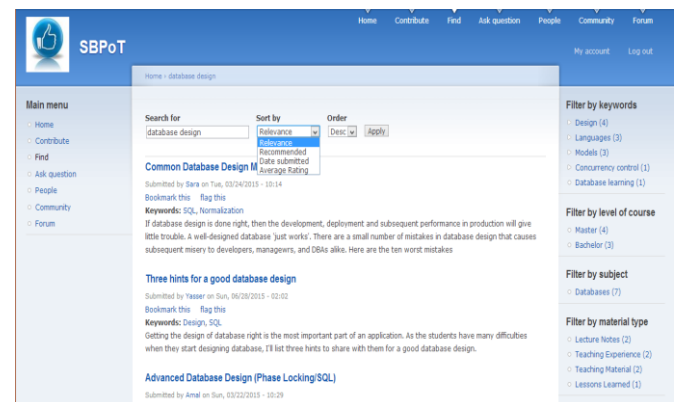 Home Contribute Find Ask question People Community Forum
SBPoT
My account Log out
Home » database design
Main menu
Home
Contribute
Find
Ask question
People
Community
Forum
Search for Sort by Order
database design Relevance Desc Apply
Relevance
Recommended
Date submitted
Average Rating
Common Database Design M
Submitted by Sara on Tue, 03/24/2015 - 10:14
Bookmark this flag this
Keywords: SQL, Normalization
If database design is done right, then the development, deployment and subsequent performance in production will give
little trouble. A well-designed database 'just works'. There are a small number of mistakes in database design that causes
subsequent misery to developers, managewrs, and DBAs alike. Here are the ten worst mistakes
Three hints for a good database design
Submitted by Yasser on Sun, 06/28/2015 - 02:02
Bookmark this flag this
Keywords: Design, SQL
Getting the design of database right is the most important part of an application. As the students have many difficulties
when they start designing database, I'll list three hints to share with them for a good database design.
Advanced Database Design (Phase Locking/SQL)
Submitted by Amal on Sun, 03/22/2015 - 10:29
Filter by keywords
Design (4)
Languages (3)
Models (3)
Concurrency control (1)
Database learning (1)
Filter by level of course
Master (4)
Bachelor (3)
Filter by subject
Databases (7)
Filter by material type
Lecture Notes (2)
Teaching Experience (2)
Teaching Material (2)
Lessons Learned (1)